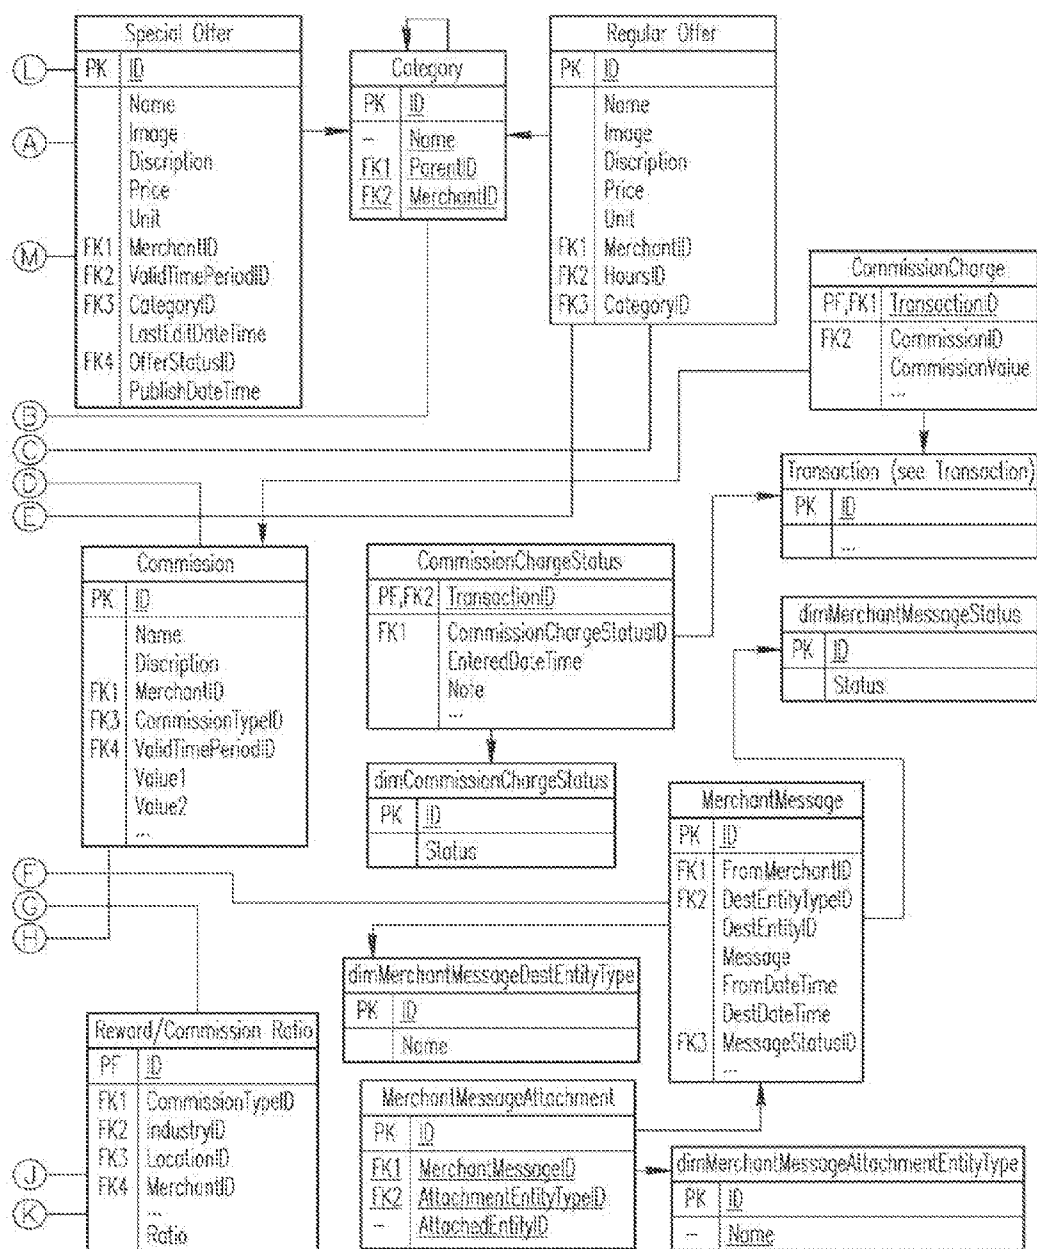 Special Offer
PK ID
Name
Image
Discription
Price
Unit
FK1 MerchantID
FK2 ValidTimePeriodID
FK3 CategoryID
LastEditDateTime
FK4 OfferStatusID
PublishDateTime
Category
PK ID
– Name
FK1 ParentID
FK2 MerchantID
Regular Offer
PK ID
Name
Image
Discription
Price
Unit
FK1 MerchantID
FK2 HoursID
FK3 CategoryID
L
A
M
B
C
D
E
CommissionCharge
PF,FK1 TransactionID
FK2 CommissionID
CommissionValue
...
Transaction (see Transaction)
PK ID
...
Commission
PK ID
Name
Discription
FK1 MerchantID
FK3 CommissionTypeID
FK4 ValidTimePeriodID
Value1
Value2
...
CommissionChargeStatus
PF,FK2 TransactionID
FK1 CommissionChargeStatusID
EnteredDateTime
Note
...
dimMerchantMessageStatus
PK ID
Status
dimCommissionChargeStatus
PK ID
Status
MerchantMessage
PK ID
FK1 FromMerchantID
FK2 DestEntityTypeID
DestEntityID
Message
FromDateTime
DestDateTime
FK3 MessageStatusID
...
F
G
H
dimMerchantMessageDestEntityType
PK ID
Name
Reward/Commission Ratio
PF ID
FK1 CommissionTypeID
FK2 IndustryID
FK3 LocationID
FK4 MerchantID
...
Ratio
J
K
MerchantMessageAttachment
PK ID
FK1 MerchantMessageID
FK2 AttachmentEntityTypeID
– AttachedEntityID
dimMerchantMessageAttachmentEntityType
PK ID
– Name